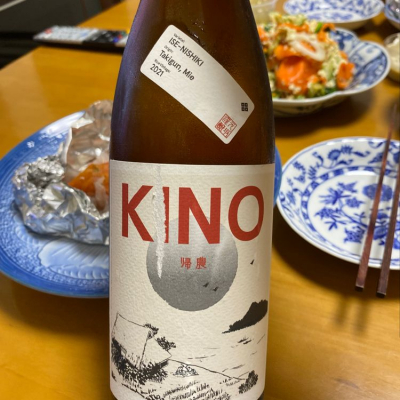 ISE-NISHIKI
Takigun, Mie
2021
KINO
帰農